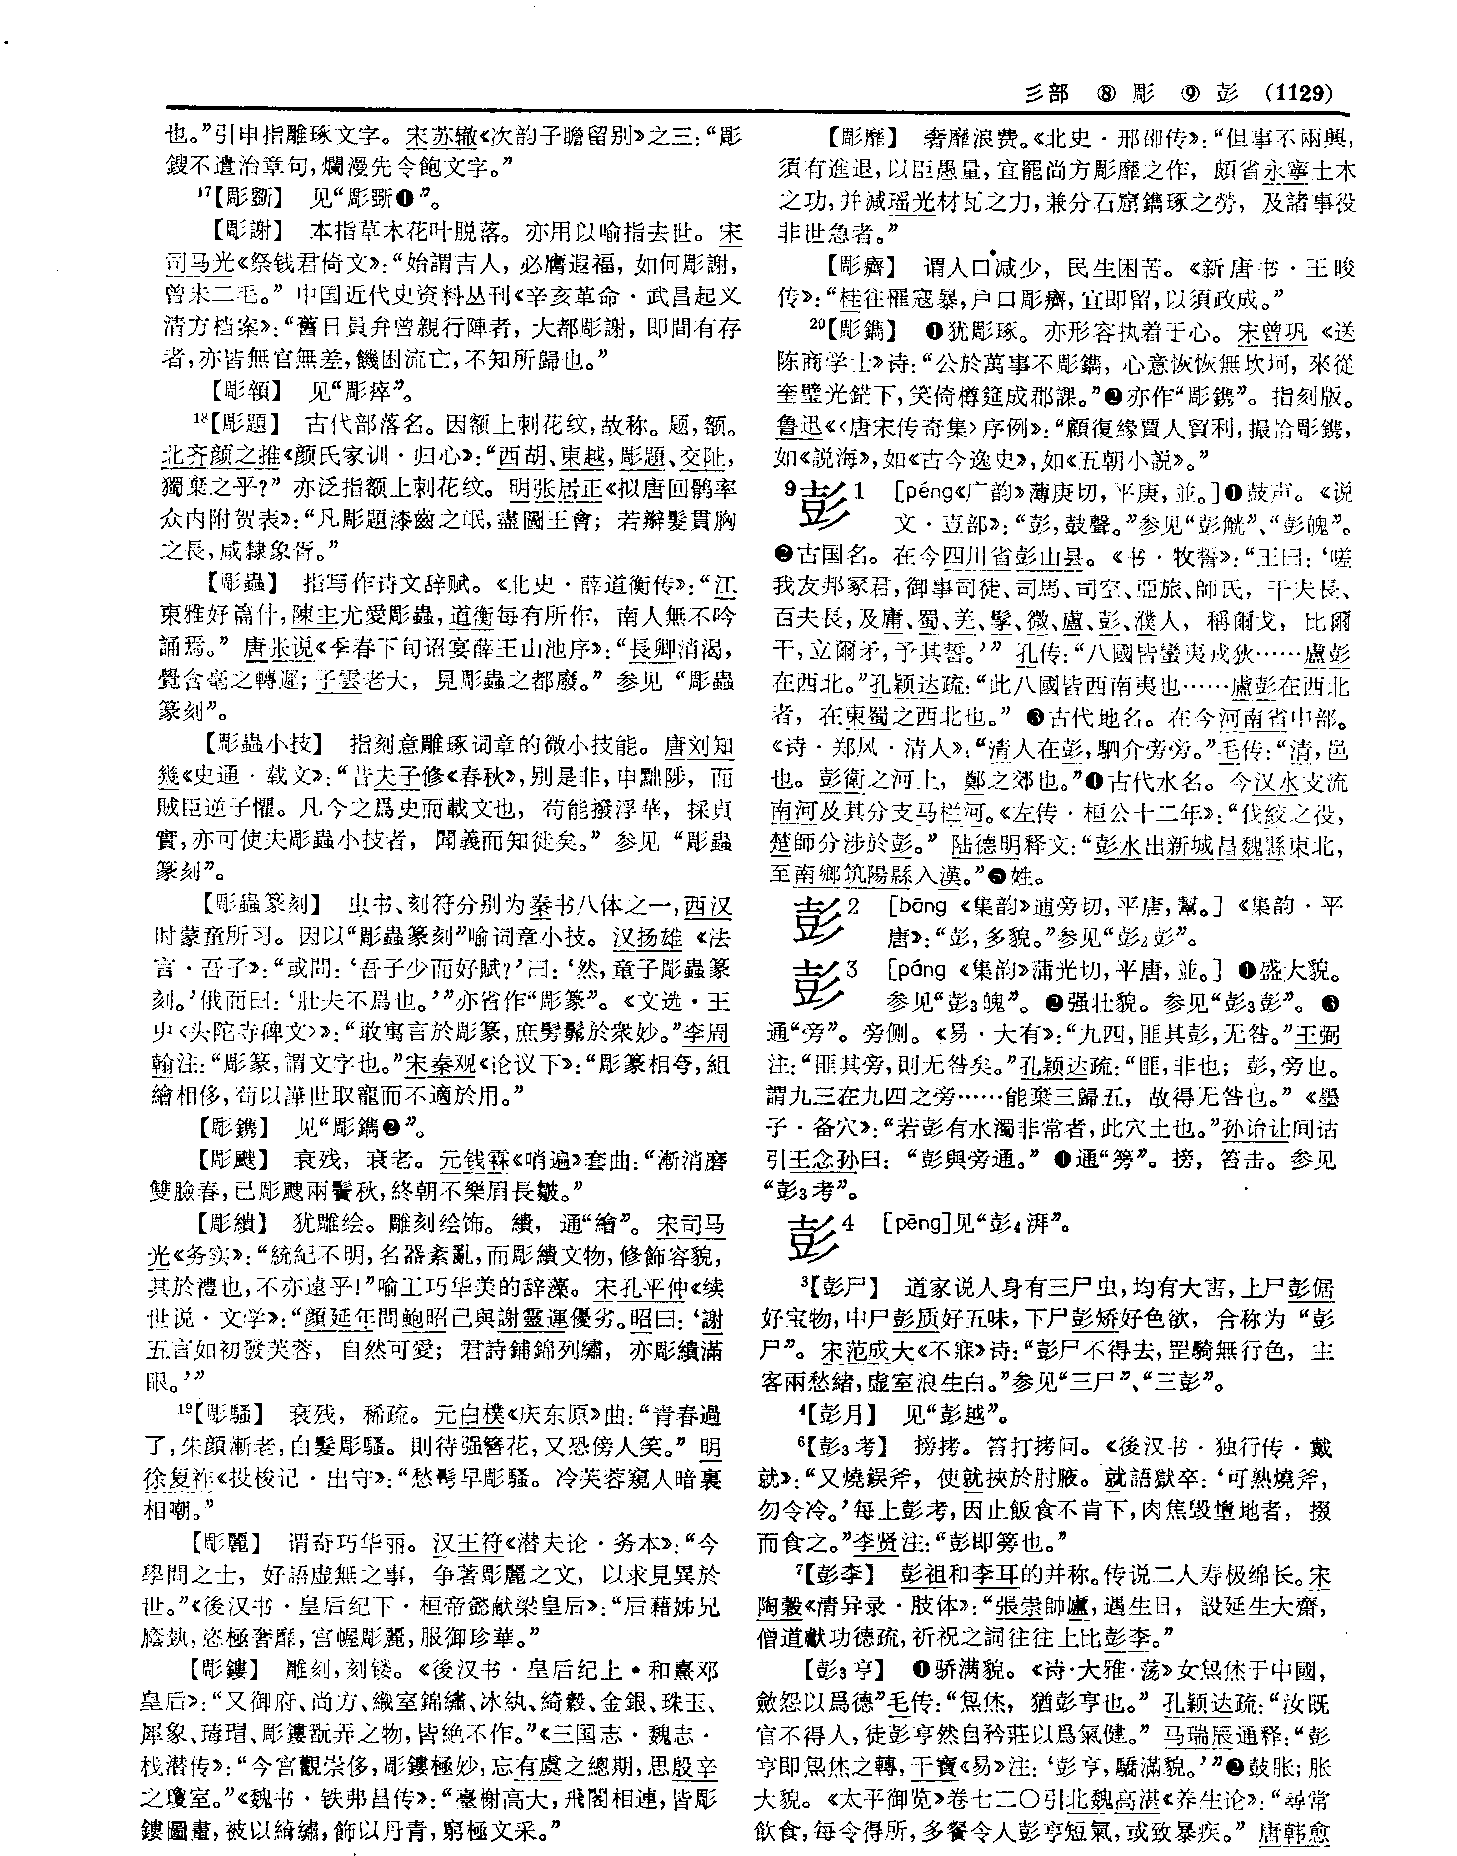 彡部 ⑧ 彫 ⑨ 彭 (1129)
也。”引申指雕琢文字。宋苏辙《次韵子瞻留别》之三：“彫
鎪不遺治章句，爛漫先令飽文字。”
17【彫斲】 见“彫斲❶”。
【彫謝】 本指草木花叶脱落。亦用以喻指去世。宋
司马光《祭钱君倚文》：“始謂吉人，必膺遐福，如何彫謝，
曾未二毛。”中国近代史资料丛刊《辛亥革命·武昌起义
清方档案》：“舊日員弁曾親行陣者，大都彫謝，即間有存
者，亦皆無官無差，饑困流亡，不知所歸也。”
【彫顇】 见“彫瘁”。
18【彫題】 古代部落名。因额上刺花纹，故称。题，额。
北齐颜之推《颜氏家训·归心》：“西胡、東越，彫題、交阯，
獨棄之乎？”亦泛指额上刺花纹。明张居正《拟唐回鹘率
众内附贺表》：“凡彫題漆齒之氓，盡圖王會；若辮髮貫胸
之長，咸隸象胥。”
【彫蟲】 指写作诗文辞赋。《北史·薛道衡传》：“江
東雅好篇什，陳主尤愛彫蟲，道衡每有所作，南人無不吟
誦焉。”唐张说《季春下旬诏宴薛王山池序》：“長卿消渴，
覺含毫之轉遲；子雲老大，見彫蟲之都廢。”参见“彫蟲
篆刻”。
【彫蟲小技】 指刻意雕琢词章的微小技能。唐刘知
幾《史通·载文》：“昔夫子修《春秋》，别是非，申黜陟，而
賊臣逆子懼。凡今之爲史而載文也，苟能撥浮華，採貞
實，亦可使夫彫蟲小技者，聞義而知徙矣。”参见“彫蟲
篆刻”。
【彫蟲篆刻】 虫书、刻符分别为秦书八体之一，西汉
时蒙童所习。因以“彫蟲篆刻”喻词章小技。汉扬雄《法
言·吾子》：“或問：‘吾子少而好賦？’曰：‘然，童子彫蟲篆
刻。’俄而曰：‘壯夫不爲也。’”亦省作“彫篆”。《文选·王
屮〈头陀寺碑文〉》：“敢寓言於彫篆，庶髣髴於衆妙。”李周
翰注：“彫篆，謂文字也。”宋秦观《论议下》：“彫篆相夸，組
繪相侈，苟以譁世取寵而不適於用。”
【彫鎸】 见“彫鐫❷”。
【彫颼】 衰残，衰老。元钱霖《哨遍》套曲：“漸消磨
雙臉春，已彫颼兩鬢秋，終朝不樂眉長皺。”
【彫繢】 犹雕绘。雕刻绘饰。繢，通“繪”。宋司马
光《务实》：“統紀不明，名器紊亂，而彫繢文物，修飾容貌，
其於禮也，不亦遠乎！”喻工巧华美的辞藻。宋孔平仲《续
世说·文学》：“顔延年問鮑昭己與謝靈運優劣。昭曰：‘謝
五言如初發芙蓉，自然可愛；君詩鋪錦列繡，亦彫繢滿
眼。’”
19【彫騷】 衰残，稀疏。元白樸《庆东原》曲：“青春過
了，朱顔漸老，白髮彫騷。則待强簪花，又恐傍人笑。”明
徐复祚《投梭记·出守》：“愁鬢早彫騷。冷芙蓉窺人暗裏
相嘲。”
【彫麗】 谓奇巧华丽。汉王符《潜夫论·务本》：“今
學問之士，好語虚無之事，争著彫麗之文，以求見異於
世。”《後汉书·皇后纪下·桓帝懿献梁皇后》：“后藉姊兄
廕埶，恣極奢靡，宫幄彫麗，服御珍華。”
【彫鏤】 雕刻，刻镂。《後汉书·皇后纪上·和熹邓
皇后》：“又御府、尚方、織室錦繡、冰紈、綺縠、金銀、珠玉、
犀象、瑇瑁、彫鏤翫弄之物，皆絶不作。”《三国志·魏志·
栈潜传》：“今宫觀崇侈，彫鏤極妙，忘有虞之總期，思殷辛
之瓊室。”《魏书·铁弗昌传》：“臺榭高大，飛閣相連，皆彫
鏤圖畫，被以綺繡，飾以丹青，窮極文采。”
【彫靡】 奢靡浪费。《北史·邢卲传》：“但事不兩興，
須有進退，以臣愚量，宜罷尚方彫靡之作，頗省永寧土木
之功，并減瑶光材瓦之力，兼分石窟鐫琢之勞，及諸事役
非世急者。”
【彫癠】 谓人口减少，民生困苦。《新唐书·王晙
传》：“桂往罹寇暴，户口彫癠，宜即留，以須政成。”
20【彫鐫】 ❶犹彫琢。亦形容执着于心。宋曾巩《送
陈商学士》诗：“公於萬事不彫鐫，心意恢恢無坎坷，來從
奎璧光鋩下，笑倚樽筵成郡課。”❷亦作“彫鎸”。指刻版。
鲁迅《〈唐宋传奇集〉序例》：“顧復緣賈人貿利，撮拾彫鎸，
如《説海》，如《古今逸史》，如《五朝小説》。”
9彭1 [péng《广韵》薄庚切，平庚，並。]❶鼓声。《说
文·壴部》：“彭，鼓聲。”参见“彭觥”、“彭魄”。
❷古国名。在今四川省彭山县。《书·牧誓》：“王曰：‘嗟
我友邦冢君，御事司徒、司馬、司空、亞旅、師氏，千夫長、
百夫長，及庸、蜀、羌、髳、微、盧、彭、濮人，稱爾戈，比爾
干，立爾矛，予其誓。’”孔传：“八國皆蠻夷戎狄……盧彭
在西北。”孔颖达疏：“此八國皆西南夷也……盧彭在西北
者，在東蜀之西北也。”❸古代地名。在今河南省中部。
《诗·郑风·清人》：“清人在彭，駟介旁旁。”毛传：“清，邑
也。彭衛之河上，鄭之郊也。”❹古代水名。今汉水支流
南河及其分支马栏河。《左传·桓公十二年》：“伐絞之役，
楚師分涉於彭。”陆德明释文：“彭水出新城昌魏縣東北，
至南鄉筑陽縣入漢。”❺姓。
彭2 [bāng《集韵》逋旁切，平唐，幫。]《集韵·平
唐》：“彭，多貌。”参见“彭2彭”。
彭3 [páng《集韵》蒲光切，平唐，並。] ❶盛大貌。
参见“彭3魄”。❷强壮貌。参见“彭3彭”。❸
通“旁”。旁侧。《易·大有》：“九四，匪其彭，无咎。”王弼
注：“匪其旁，則无咎矣。”孔颖达疏：“匪，非也；彭，旁也。
謂九三在九四之旁……能棄三歸五，故得无咎也。”《墨
子·备穴》：“若彭有水濁非常者，此穴土也。”孙诒让间诂
引王念孙曰：“彭與旁通。”❹通“搒”。搒，笞击。参见
“彭3考”。
彭4 [pēng]见“彭4湃”。
3【彭尸】 道家说人身有三尸虫，均有大害，上尸彭倨
好宝物，中尸彭质好五味，下尸彭矫好色欲，合称为“彭
尸”。宋范成大《不寐》诗：“彭尸不得去，罡騎無行色，主
客兩愁緒，虚室浪生白。”参见“三尸”、“三彭”。
4【彭月】 见“彭越”。
6【彭3考】 搒拷。笞打拷问。《後汉书·独行传·戴
就》：“又燒鋘斧，使就挾於肘腋。就語獄卒：‘可熟燒斧，
勿令冷。’每上彭考，因止飯食不肯下，肉焦毁墮地者，掇
而食之。”李贤注：“彭即搒也。”
7【彭李】 彭祖和李耳的并称。传说二人寿极绵长。宋
陶穀《清异录·肢体》：“張崇師廬，遇生日，設延生大齋，
僧道獻功德疏，祈祝之詞往往上比彭李。”
【彭3亨】 ❶骄满貌。《诗·大雅·荡》女炰烋于中國，
斂怨以爲德”毛传：“炰烋，猶彭亨也。”孔颖达疏：“汝既
官不得人，徒彭亨然自矜莊以爲氣健。”马瑞辰通释：“彭
亨即炰烋之轉，干寶《易》注：‘彭亨，驕滿貌。’”❷鼓胀；胀
大貌。《太平御览》卷七二〇引北魏高湛《养生论》：“尋常
飲食，每令得所，多餐令人彭亨短氣，或致暴疾。”唐韩愈